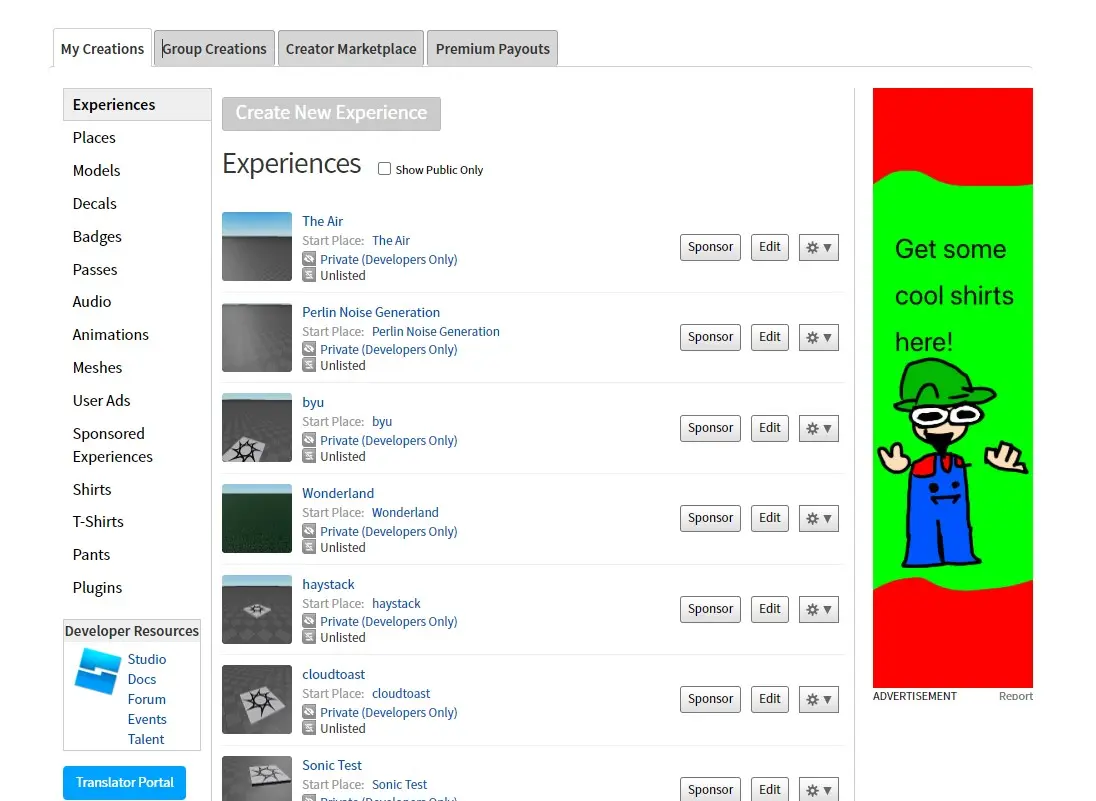 My Creations
Group Creations
Creator Marketplace
Premium Payouts
Experiences
Places
Models
Decals
Badges
Passes
Audio
Animations
Meshes
User Ads
Sponsored
Experiences
Shirts
T-Shirts
Pants
Plugins
Developer Resources
Studio
Docs
Forum
Events
Talent
Translator Portal
Create New Experience
Experiences
Show Public Only
The Air
Start Place: The Air
Private (Developers Only)
Unlisted
Sponsor
Edit
Perlin Noise Generation
Start Place: Perlin Noise Generation
Private (Developers Only)
Unlisted
Sponsor
Edit
byu
Start Place: byu
Private (Developers Only)
Unlisted
Sponsor
Edit
Wonderland
Start Place: Wonderland
Private (Developers Only)
Unlisted
Sponsor
Edit
haystack
Start Place: haystack
Private (Developers Only)
Unlisted
Sponsor
Edit
cloudtoast
Start Place: cloudtoast
Private (Developers Only)
Unlisted
Sponsor
Edit
Sonic Test
Start Place: Sonic Test
Private (Developers Only)
Sponsor
Edit
Get some
cool shirts
here!
ADVERTISEMENT
Report